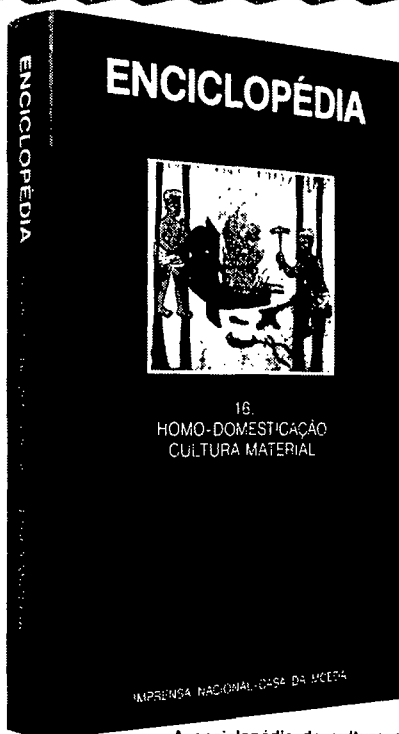 ENCICLOPÉDIA
ENCICLOPÉDIA
16.
HOMO-DOMESTICAÇÃO
CULTURA MATERIAL
IMPRENSA NACIONAL-CASA DA MOEDA